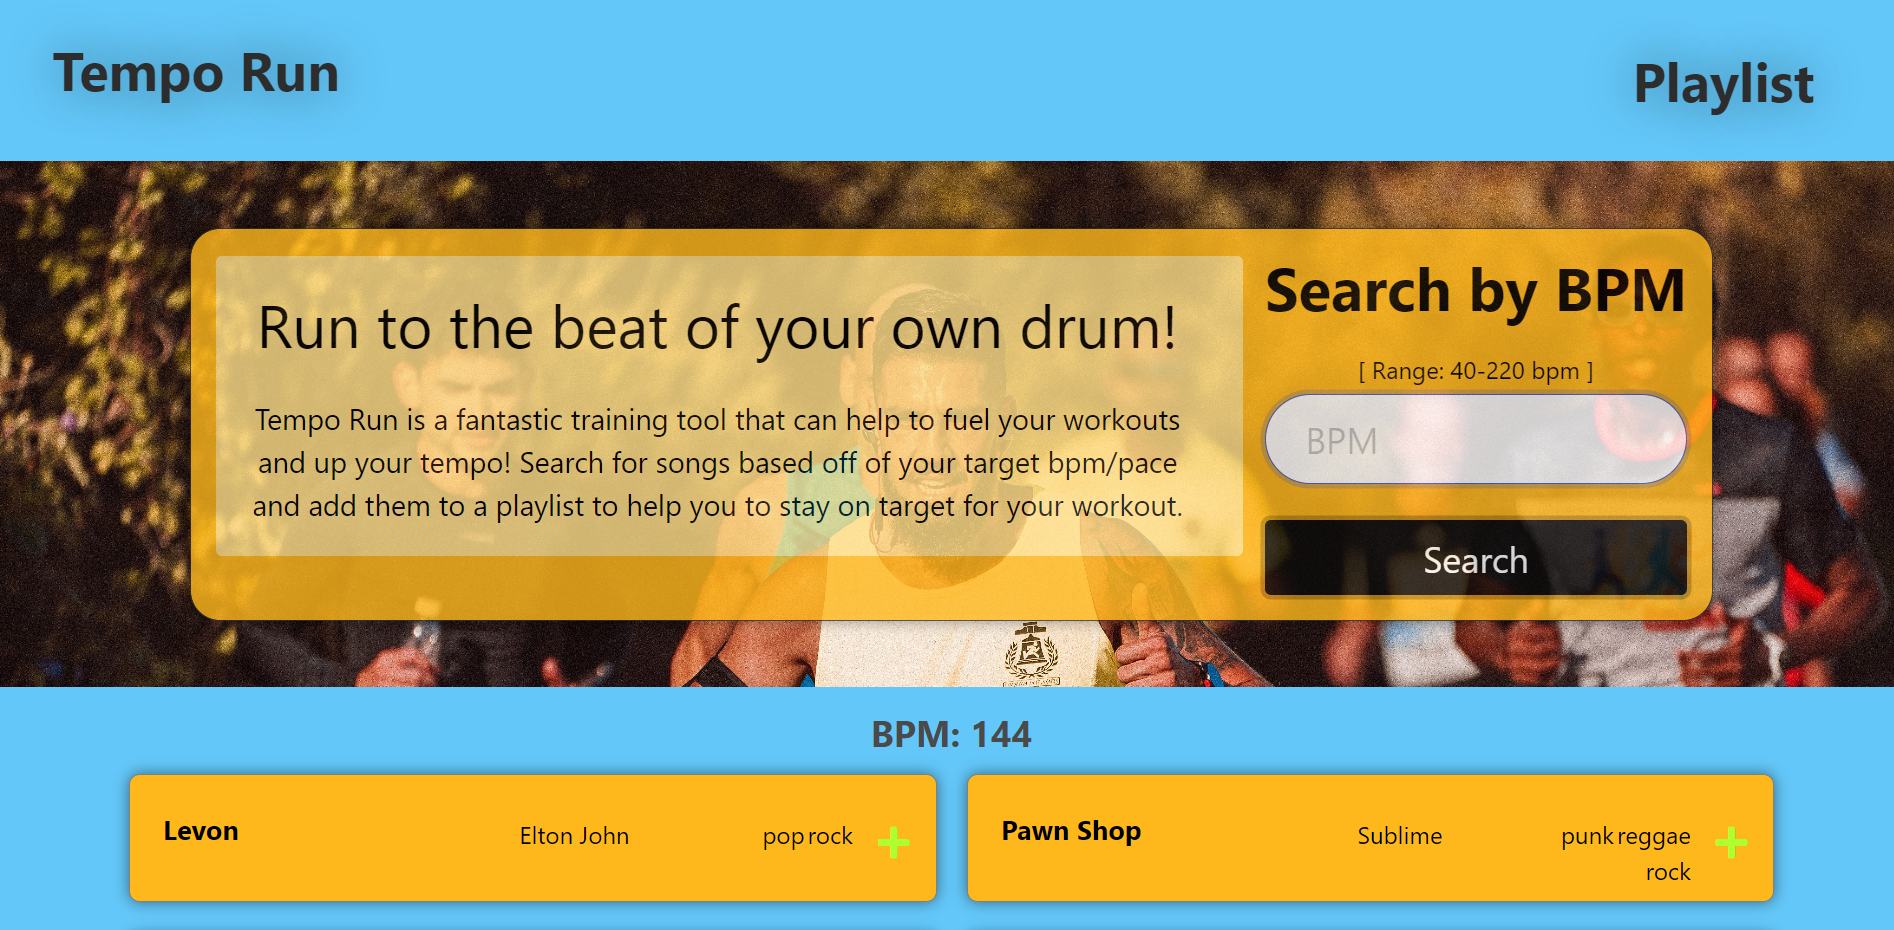 Tempo Run
Playlist
Run to the beat of your own drum!
Tempo Run is a fantastic training tool that can help to fuel your workouts
and up your tempo! Search for songs based off of your target bpm/pace
and add them to a playlist to help you to stay on target for your workout.
Search by BPM
[ Range: 40-220 bpm ]
BPM
Search
BPM: 144
Levon
Elton John
pop rock
Pawn Shop
Sublime
punk reggae
rock